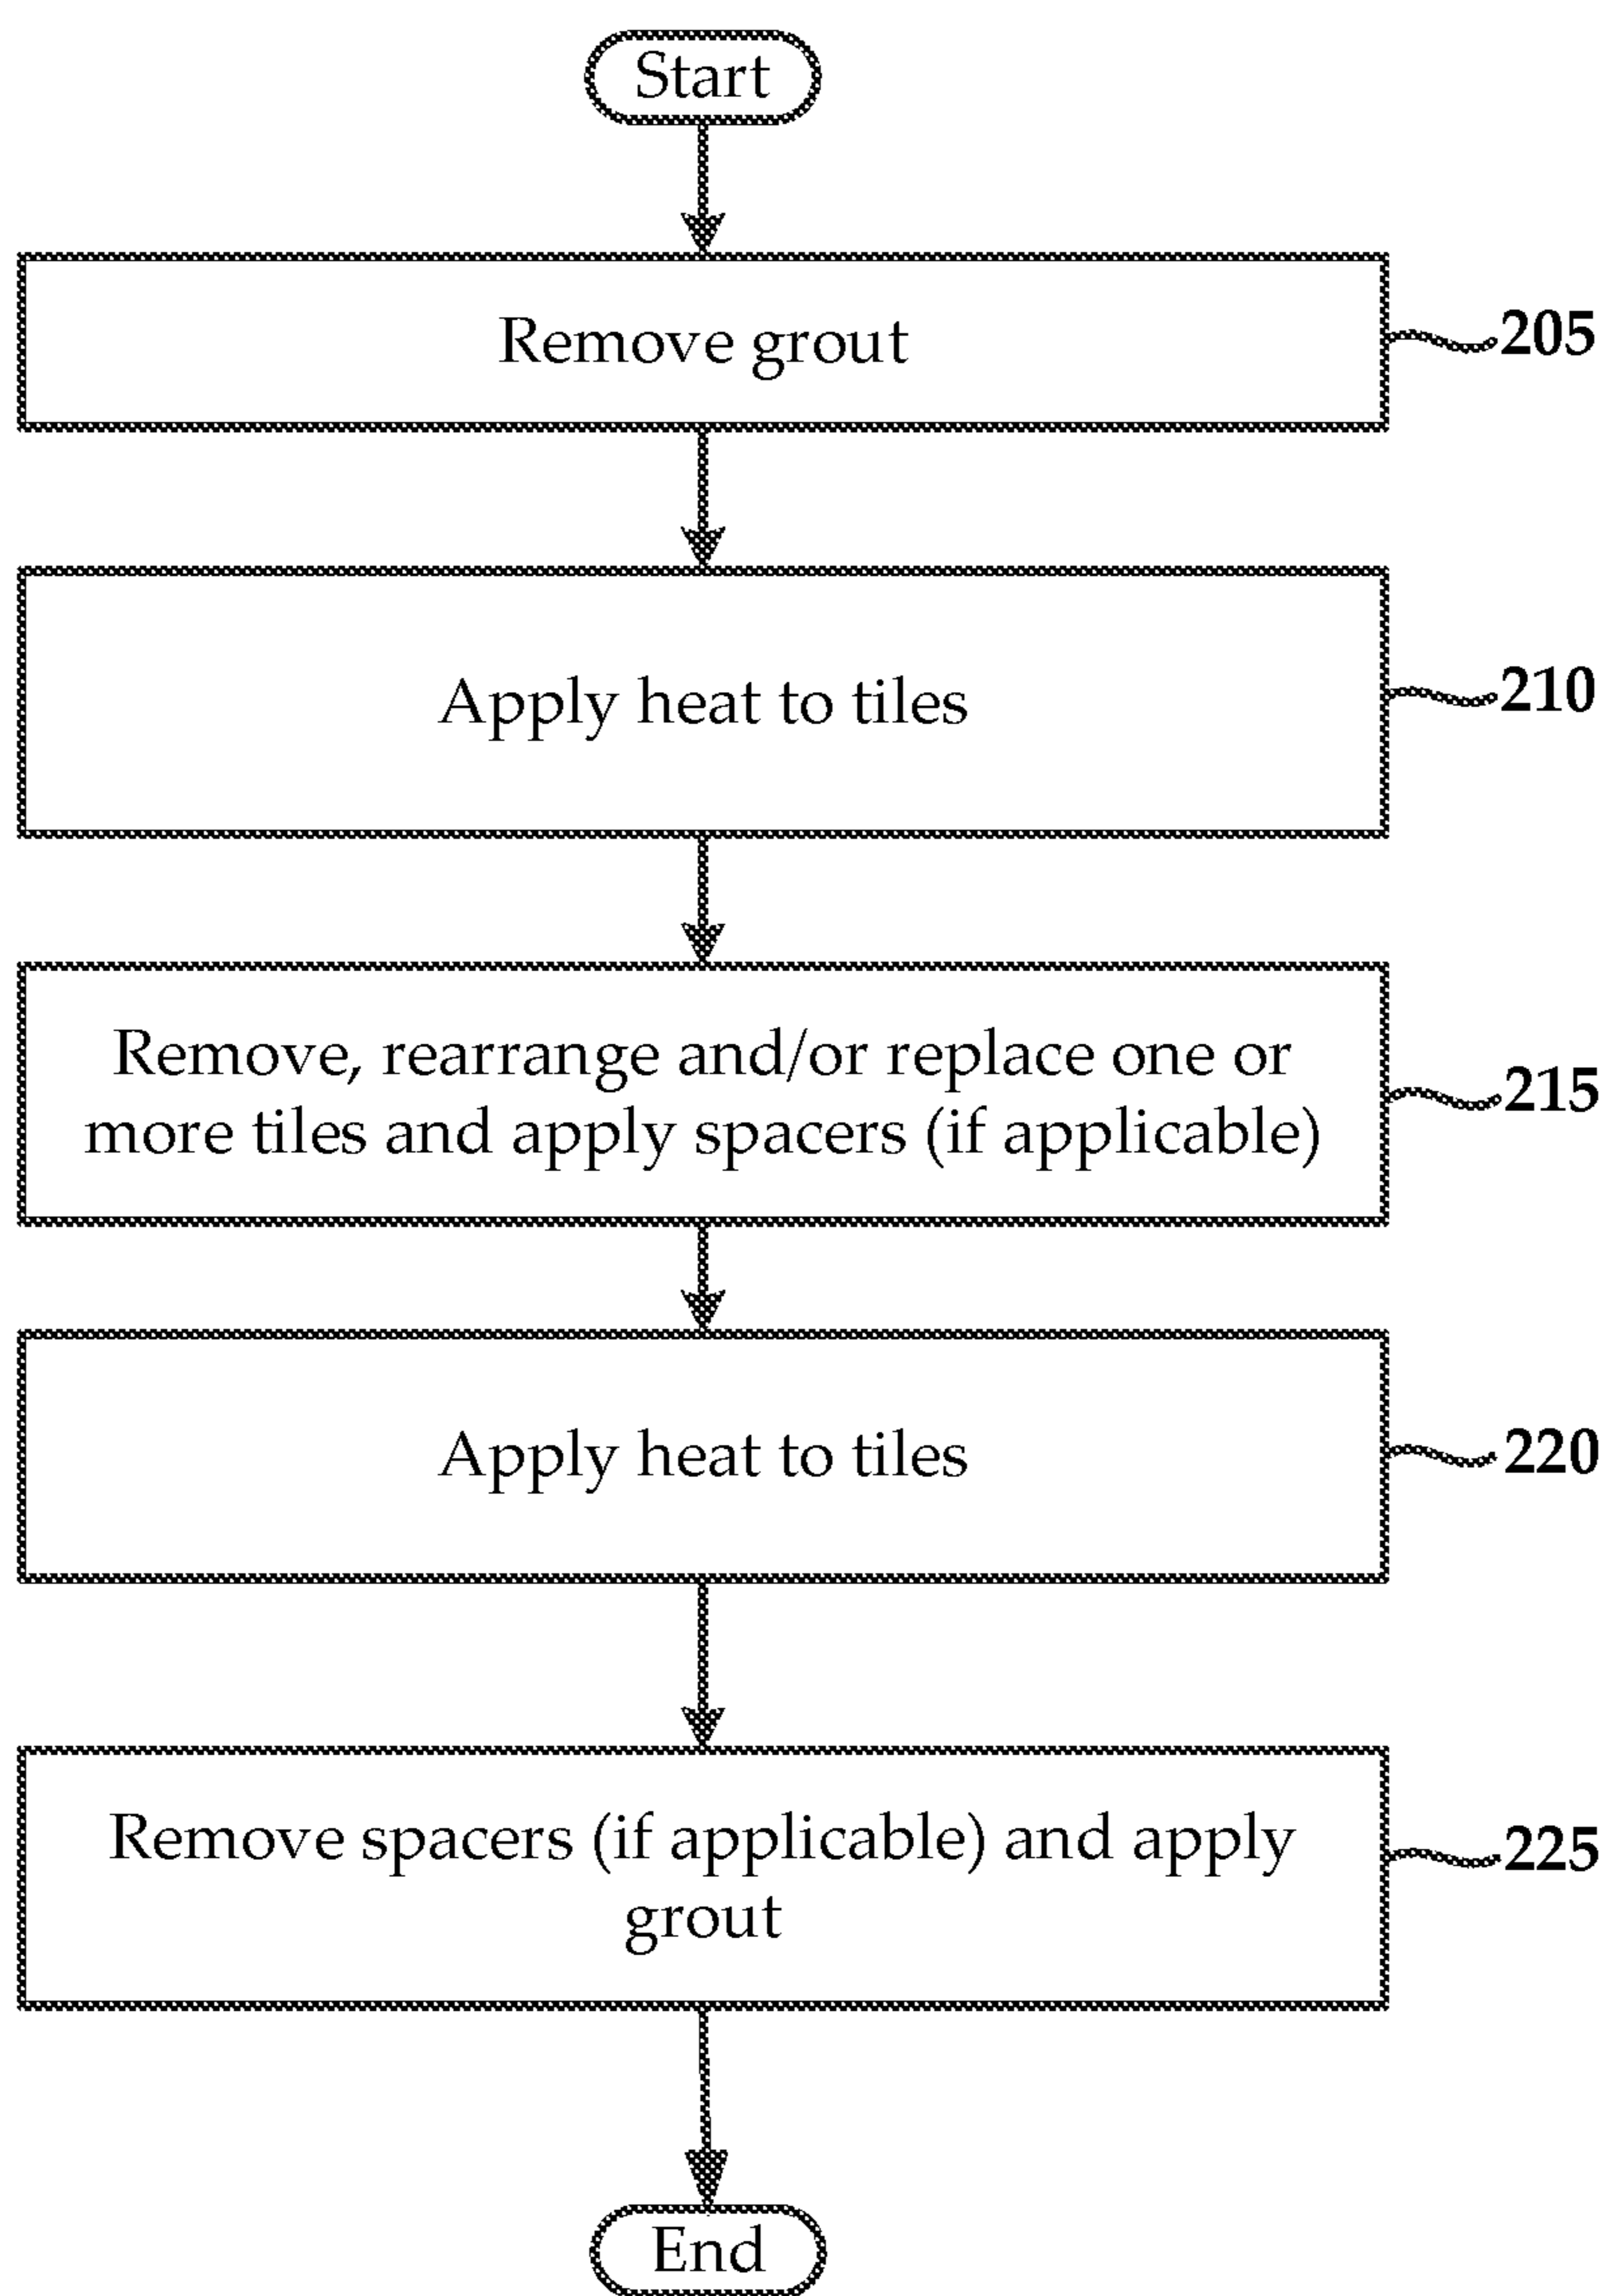 Start
Remove grout
205
Apply heat to tiles
210
Remove, rearrange and/or replace one or
more tiles and apply spacers (if applicable)
215
Apply heat to tiles
220
Remove spacers (if applicable) and apply
grout
225
End